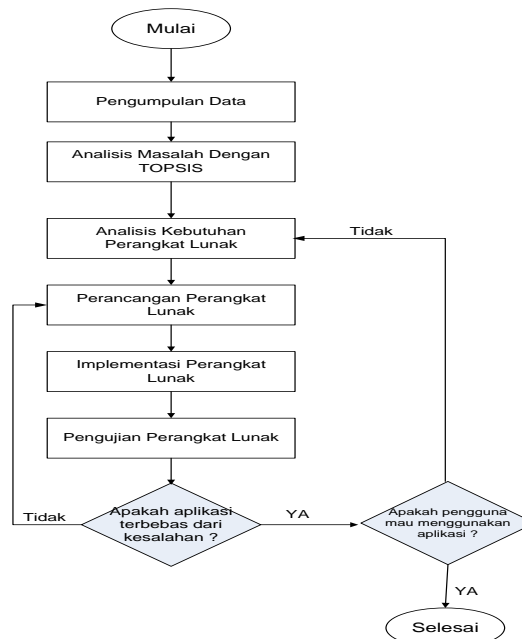 Mulai
Pengumpulan Data
Analisis Masalah Dengan
TOPSIS
Analisis Kebutuhan
Perangkat Lunak
Tidak
Perancangan Perangkat
Lunak
Implementasi Perangkat
Lunak
Pengujian Perangkat Lunak
Apakah aplikasi
terbebas dari
kesalahan ?
Tidak
YA
Apakah pengguna
mau menggunakan
aplikasi ?
YA
Selesai